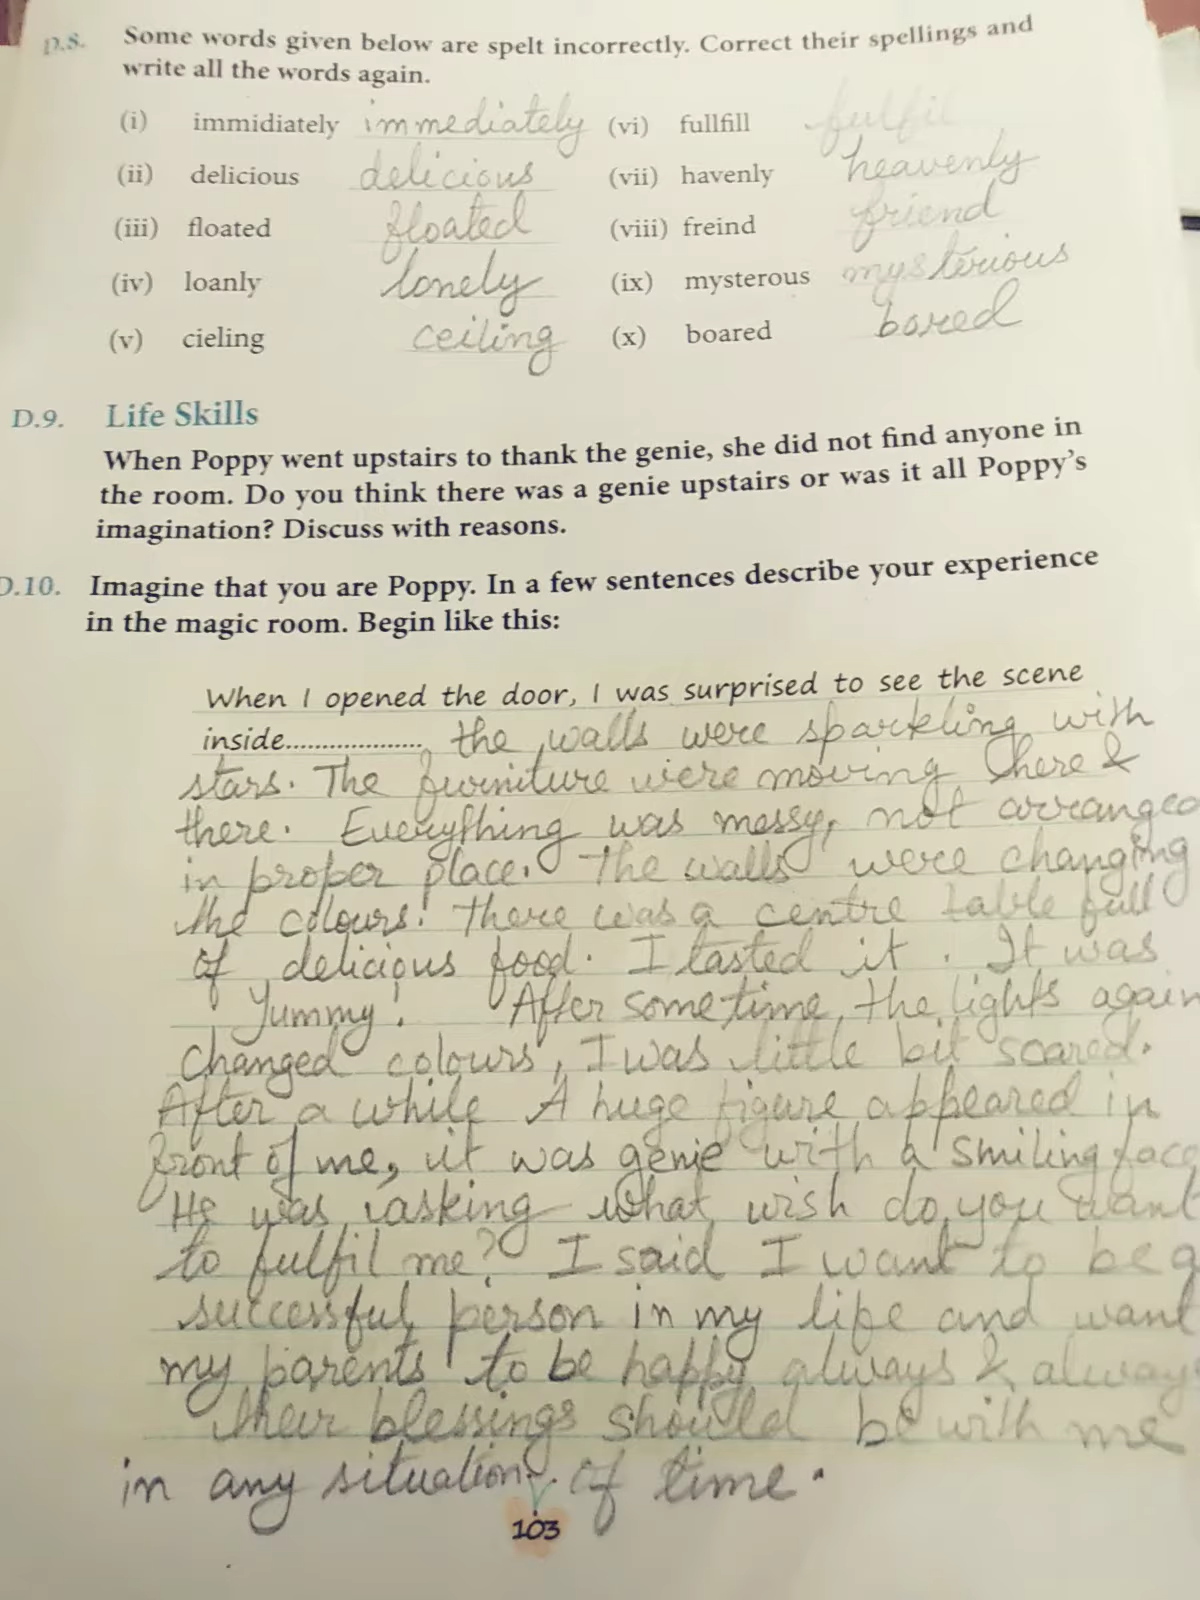 D.8. Some words given below are spelt incorrectly. Correct their spellings and
write all the words again.
(i) immidiately immediately (vi) fullfill fulfil
(ii) delicious delicious (vii) havenly heavenly
(iii) floated floated (viii) freind friend
(iv) loanly lonely (ix) mysterous mysterious
(v) cieling ceiling (x) boared bored
D.9. Life Skills
When Poppy went upstairs to thank the genie, she did not find anyone in
the room. Do you think there was a genie upstairs or was it all Poppy's
imagination? Discuss with reasons.
D.10. Imagine that you are Poppy. In a few sentences describe your experience
in the magic room. Begin like this:
When I opened the door, I was surprised to see the scene
inside...................., the walls were sparkling with
stars. The furniture were moving here &
there. Everything was messy, not arranged
in proper place. The walls were changing
the colours. There was a centre table full
of delicious food. I tasted it. It was
Yummy! After sometime, the lights again
changed colours, I was little bit scared.
After a while A huge figure appeared in
front of me, it was genie with a smiling face
He was asking what wish do you want
to fulfil me? I said I want to be a
successful person in my life and want
my parents to be happy always & always
their blessings should be with me
in any situation of time.
103